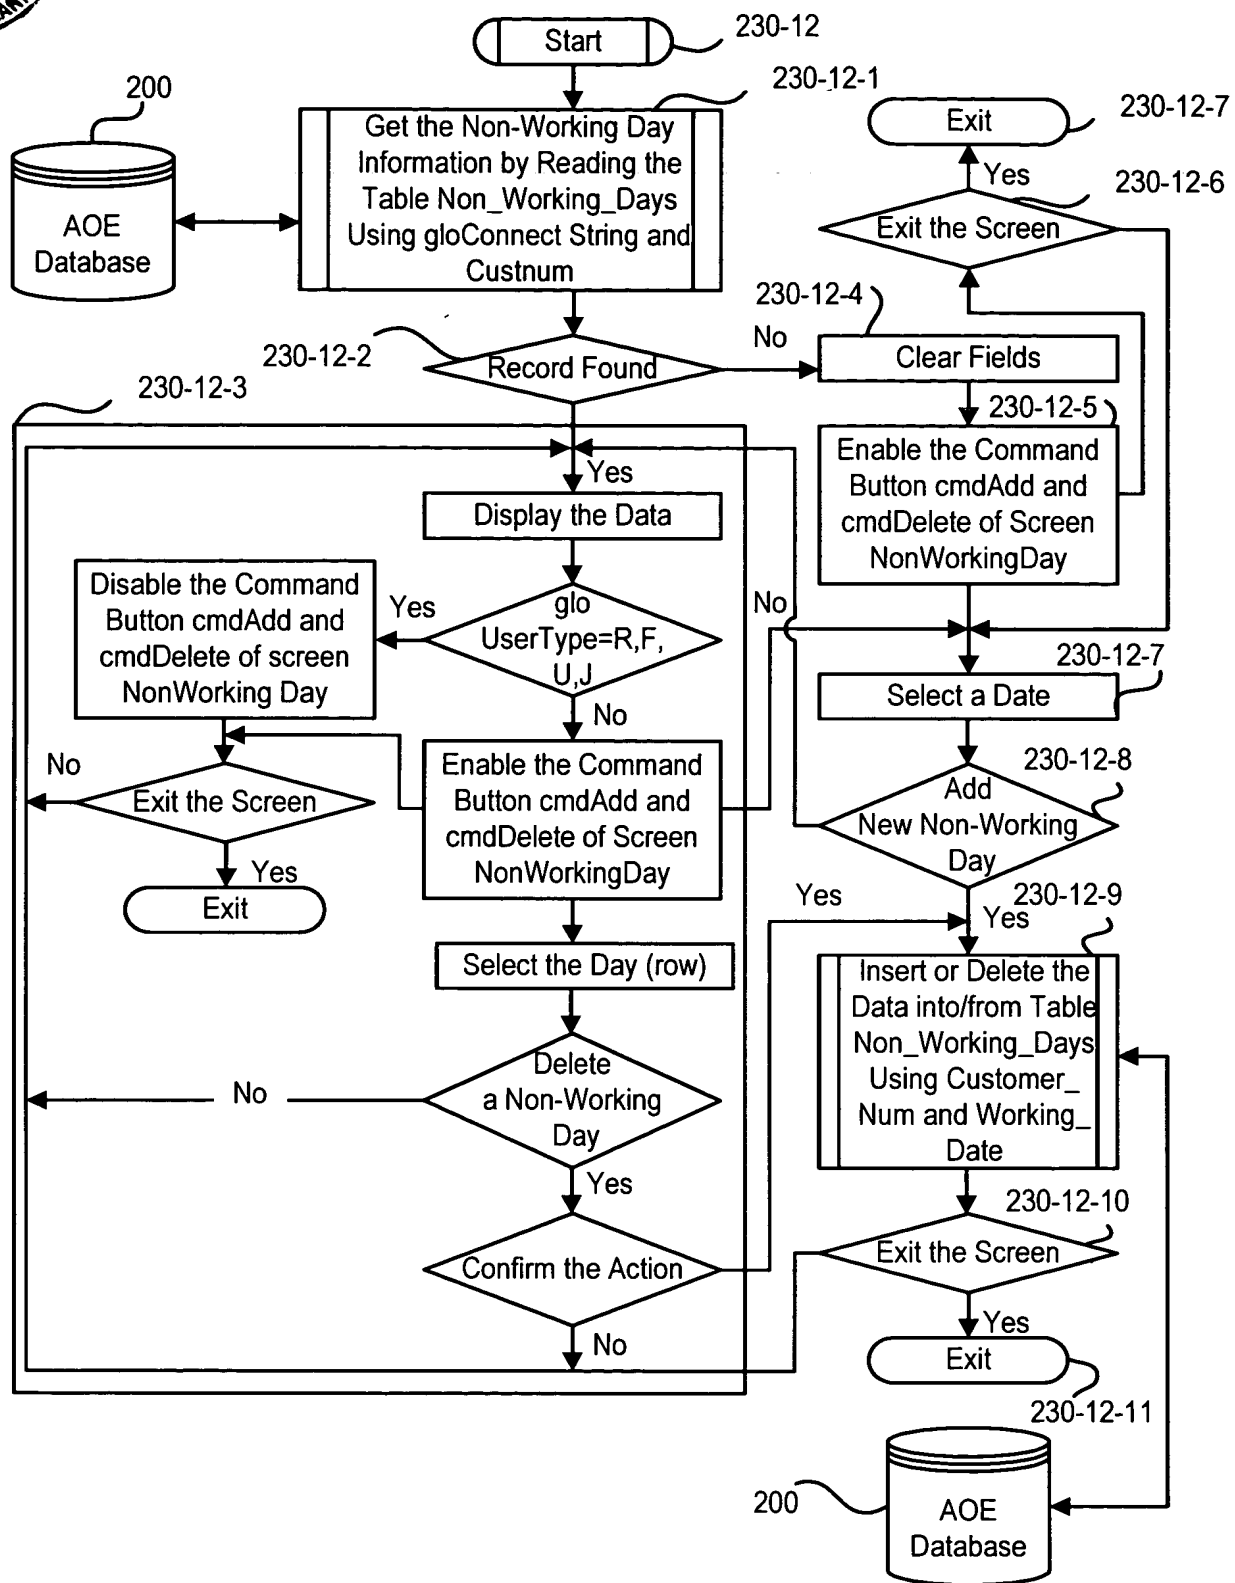 Start
230-12
230-12-1
200
AOE
Database
Get the Non-Working Day
Information by Reading the
Table Non_Working_Days
Using gloConnect String and
Custnum
Exit
230-12-7
Yes
230-12-6
Exit the Screen
230-12-4
230-12-2
Record Found
No
Clear Fields
230-12-3
230-12-5
Enable the Command
Button cmdAdd and
cmdDelete of Screen
NonWorkingDay
Yes
Display the Data
Disable the Command
Button cmdAdd and
cmdDelete of screen
NonWorking Day
Yes
glo
UserType=R,F,
U,J
No
No
230-12-7
Select a Date
No
Exit the Screen
Yes
Exit
Enable the Command
Button cmdAdd and
cmdDelete of Screen
NonWorkingDay
230-12-8
Add
New Non-Working
Day
Yes
Yes
230-12-9
Select the Day (row)
Insert or Delete the
Data into/from Table
Non_Working_Days
Using Customer_
Num and Working_
Date
Delete
a Non-Working
Day
No
Yes
230-12-10
Confirm the Action
Exit the Screen
No
Yes
Exit
230-12-11
200
AOE
Database